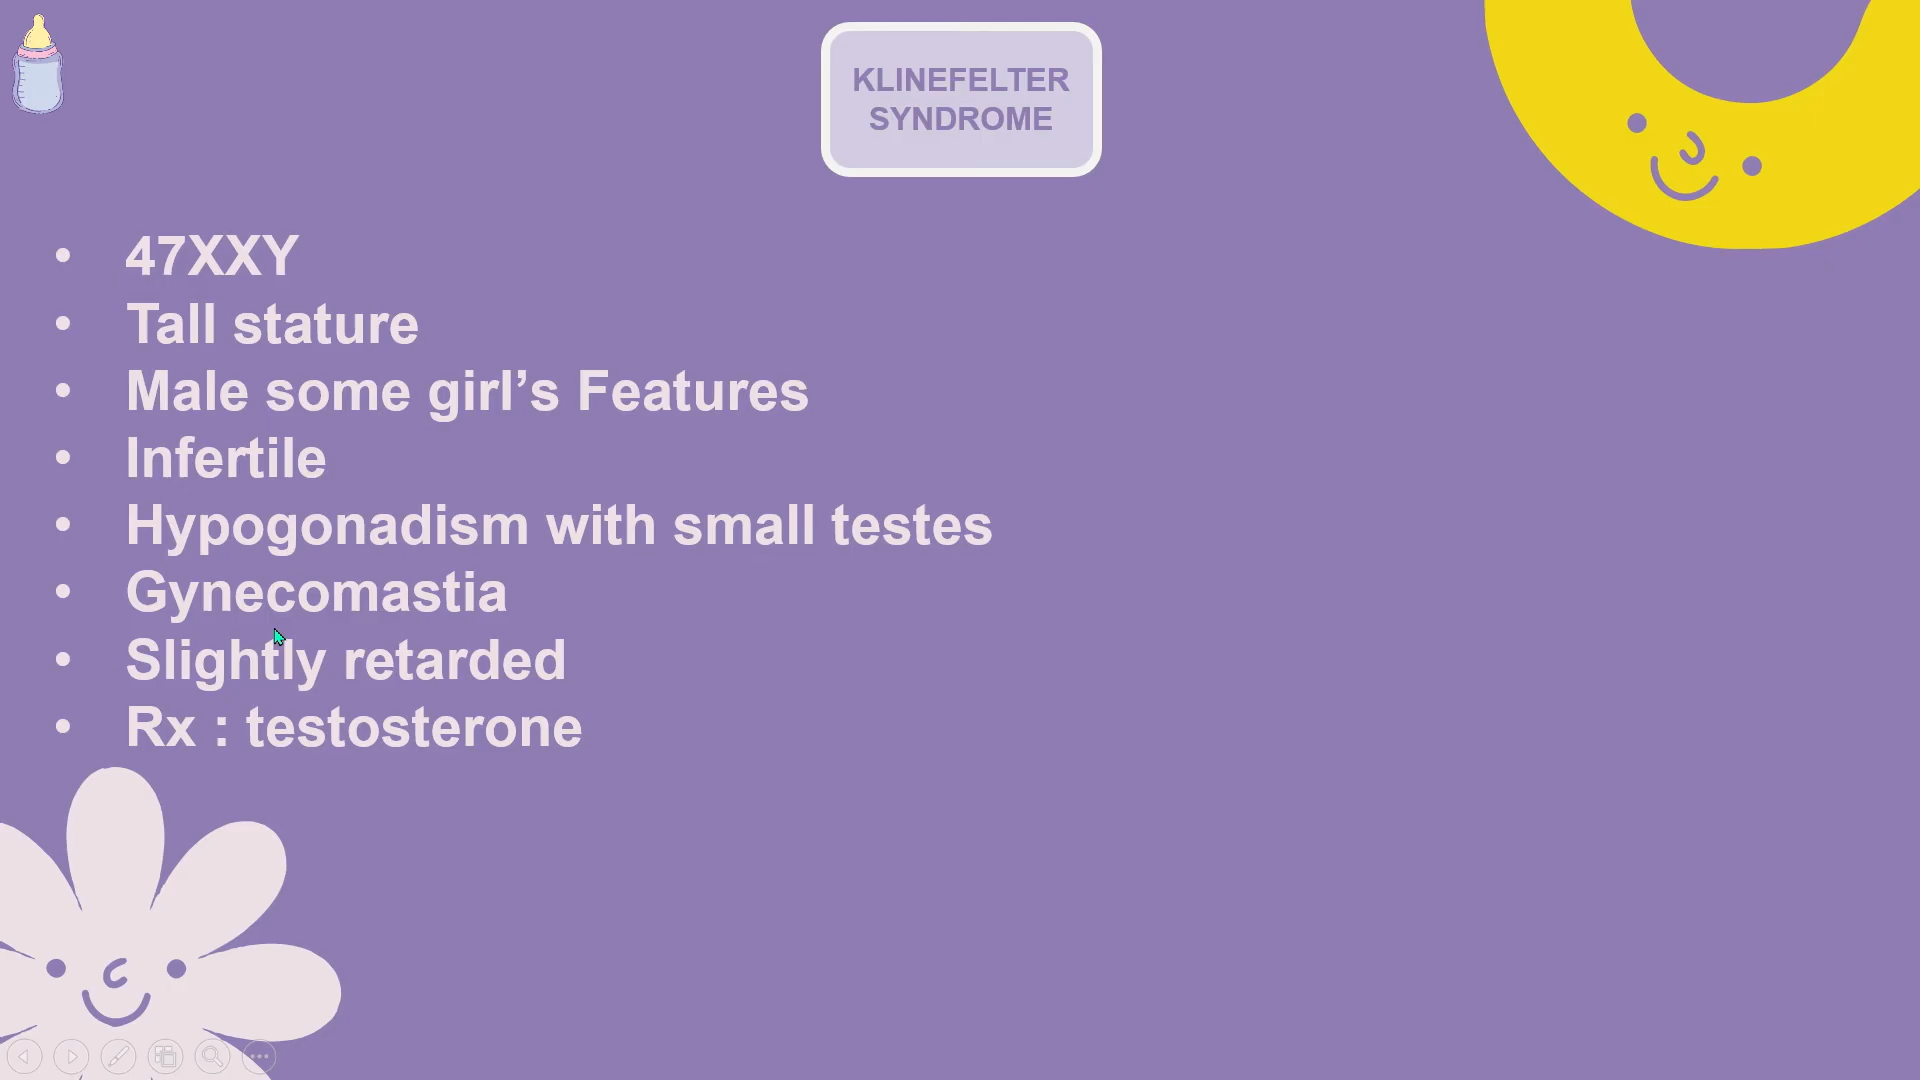 KLINEFELTER
SYNDROME
• 47XXY
• Tall stature
• Male some girl’s Features
• Infertile
• Hypogonadism with small testes
• Gynecomastia
• Slightly retarded
• Rx : testosterone